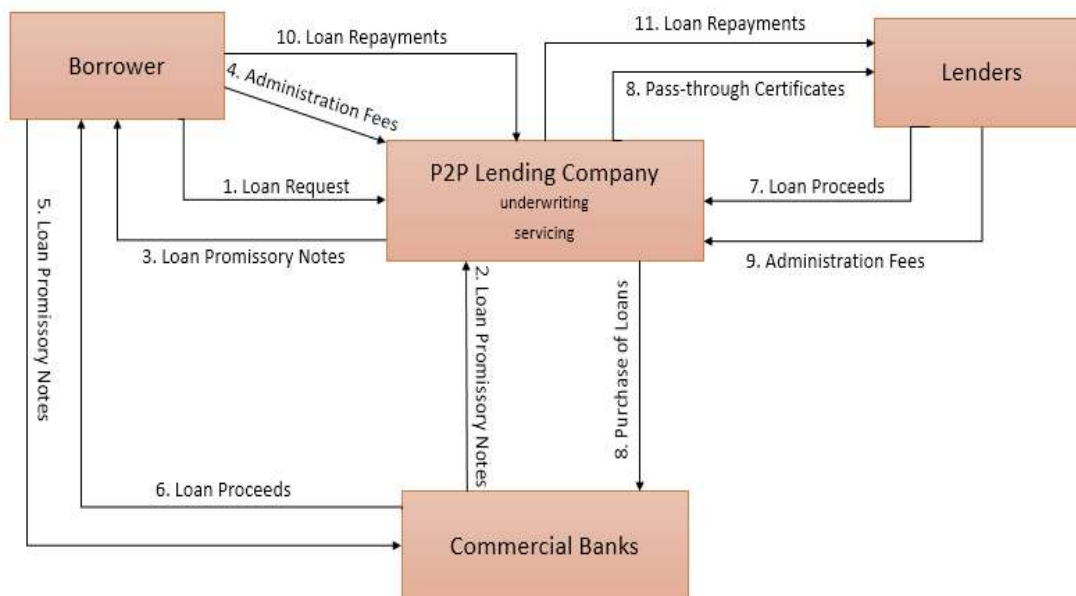 10. Loan Repayments
11. Loan Repayments
Borrower
4. Administration Fees
Lenders
8. Pass-through Certificates
P2P Lending Company
underwriting
servicing
1. Loan Request
7. Loan Proceeds
3. Loan Promissory Notes
9. Administration Fees
5. Loan Promissory Notes
2. Loan Promissory Notes
8. Purchase of Loans
6. Loan Proceeds
Commercial Banks